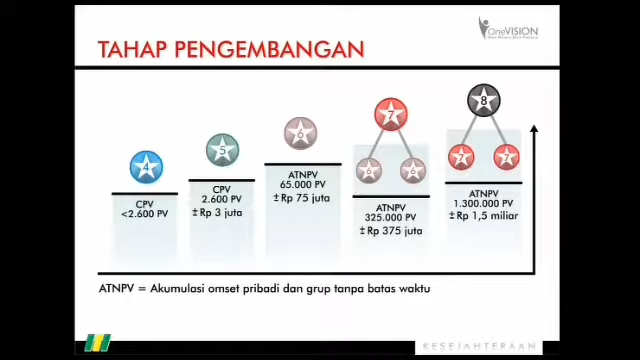 OneVISION
TAHAP PENGEMBANGAN
4
CPV
<2.600 PV
5
CPV
2.600 PV
±Rp 3 juta
6
ATNPV
65.000 PV
±Rp 75 juta
7
6 6
ATNPV
325.000 PV
±Rp 375 juta
8
7 7
ATNPV
1.300.000 PV
±Rp 1,5 miliar
ATNPV = Akumulasi omset pribadi dan grup tanpa batas waktu
KESEJAHTERAAN